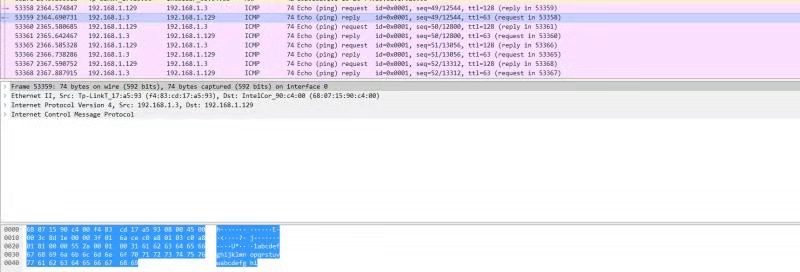 53358 2364.574847 192.168.1.129 192.168.1.3 ICMP 74 Echo (ping) request id=0x0001, seq=49/12544, ttl=128 (reply in 53359)
53359 2364.690731 192.168.1.3 192.168.1.129 ICMP 74 Echo (ping) reply id=0x0001, seq=49/12544, ttl=63 (request in 53358)
53360 2365.580685 192.168.1.129 192.168.1.3 ICMP 74 Echo (ping) request id=0x0001, seq=50/12800, ttl=128 (reply in 53361)
53361 2365.642467 192.168.1.3 192.168.1.129 ICMP 74 Echo (ping) reply id=0x0001, seq=50/12800, ttl=63 (request in 53360)
53365 2366.585328 192.168.1.129 192.168.1.3 ICMP 74 Echo (ping) request id=0x0001, seq=51/13056, ttl=128 (reply in 53366)
53366 2366.738286 192.168.1.3 192.168.1.129 ICMP 74 Echo (ping) reply id=0x0001, seq=51/13056, ttl=63 (request in 53365)
53367 2367.590752 192.168.1.129 192.168.1.3 ICMP 74 Echo (ping) request id=0x0001, seq=52/13312, ttl=128 (reply in 53368)
53368 2367.887915 192.168.1.3 192.168.1.129 ICMP 74 Echo (ping) reply id=0x0001, seq=52/13312, ttl=63 (request in 53367)
Frame 53359: 74 bytes on wire (592 bits), 74 bytes captured (592 bits) on interface 0
Ethernet II, Src: Tp-LinkT_17:a5:93 (f4:83:cd:17:a5:93), Dst: IntelCor_90:c4:00 (68:07:15:90:c4:00)
Internet Protocol Version 4, Src: 192.168.1.3, Dst: 192.168.1.129
Internet Control Message Protocol
0000 68 07 15 90 c4 00 f4 83 cd 17 a5 93 08 00 45 00 h······· ······E·
0010 00 3c 8d 1e 00 00 3f 01 6a ce c0 a8 01 03 c0 a8 ·<····?· j·······
0020 01 81 00 00 55 2a 00 01 00 31 61 62 63 64 65 66 ····U*·· ·1abcdef
0030 67 68 69 6a 6b 6c 6d 6e 6f 70 71 72 73 74 75 76 ghijklmn opqrstuv
0040 77 61 62 63 64 65 66 67 68 69 wabcdefg hi